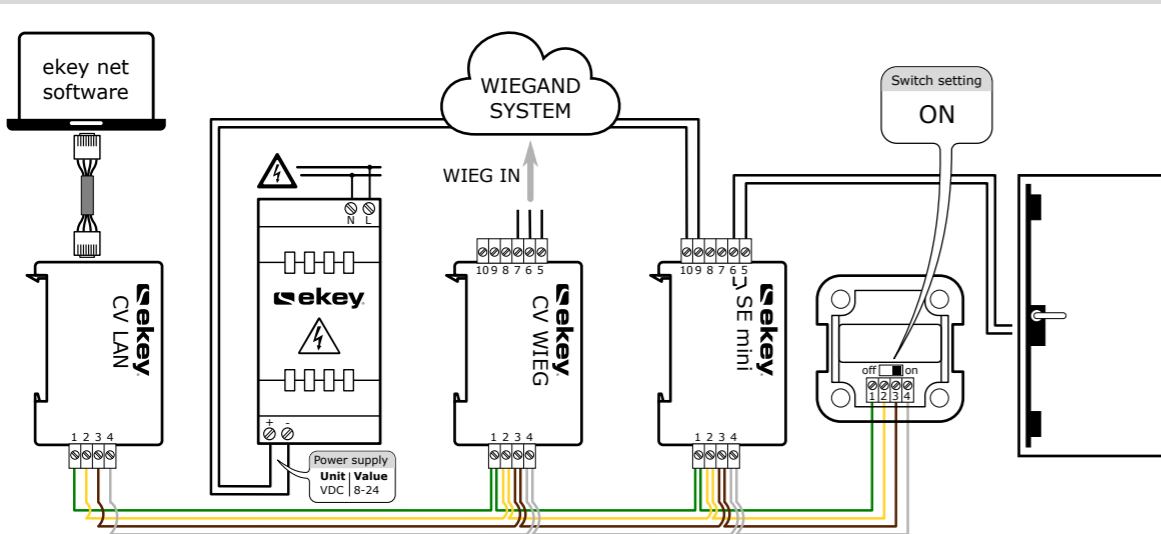 ekey net
software
WIEGAND
SYSTEM
Switch setting
ON
WIEG IN
N L
10 9 8 7 6 5
10 9 8 7 6 5
ekey
CV LAN
ekey
ekey
CV WIEG
ekey
SE mini
off on
1 2 3 4
+ -
1 2 3 4
1 2 3 4
1 2 3 4
Power supply
Unit | Value
VDC | 8-24